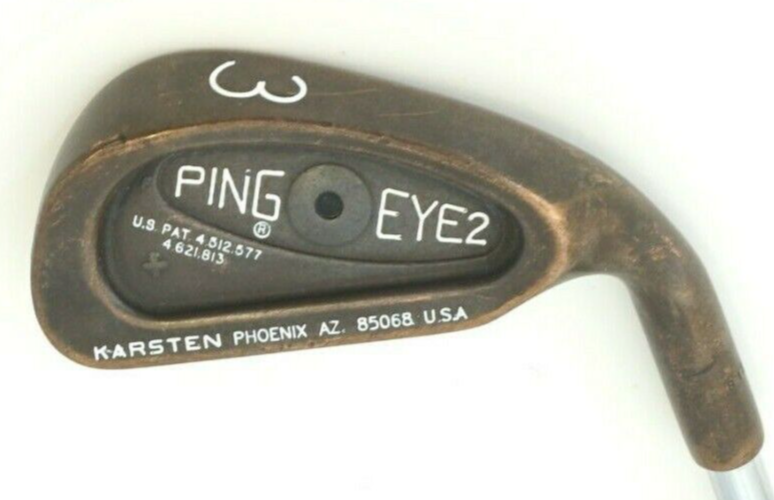 3
PING EYE2
®
U.S. PAT. 4.512.577
4.621.813
KARSTEN PHOENIX AZ. 85068 U.S.A